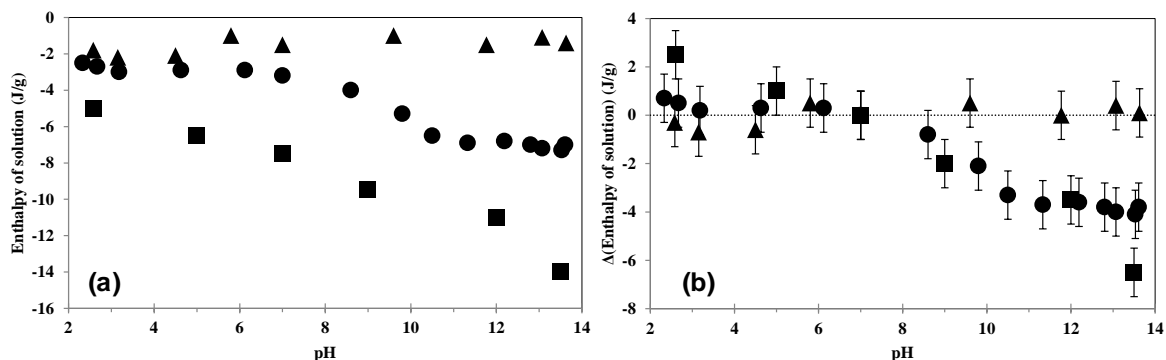 Enthalpy of solution (J/g)
0
-2
-4
-6
-8
-10
-12
-14
-16
(a)
2 4 6 8 10 12 14
pH
Δ(Enthalpy of solution) (J/g)
4
2
0
-2
-4
-6
-8
(b)
2 4 6 8 10 12 14
pH